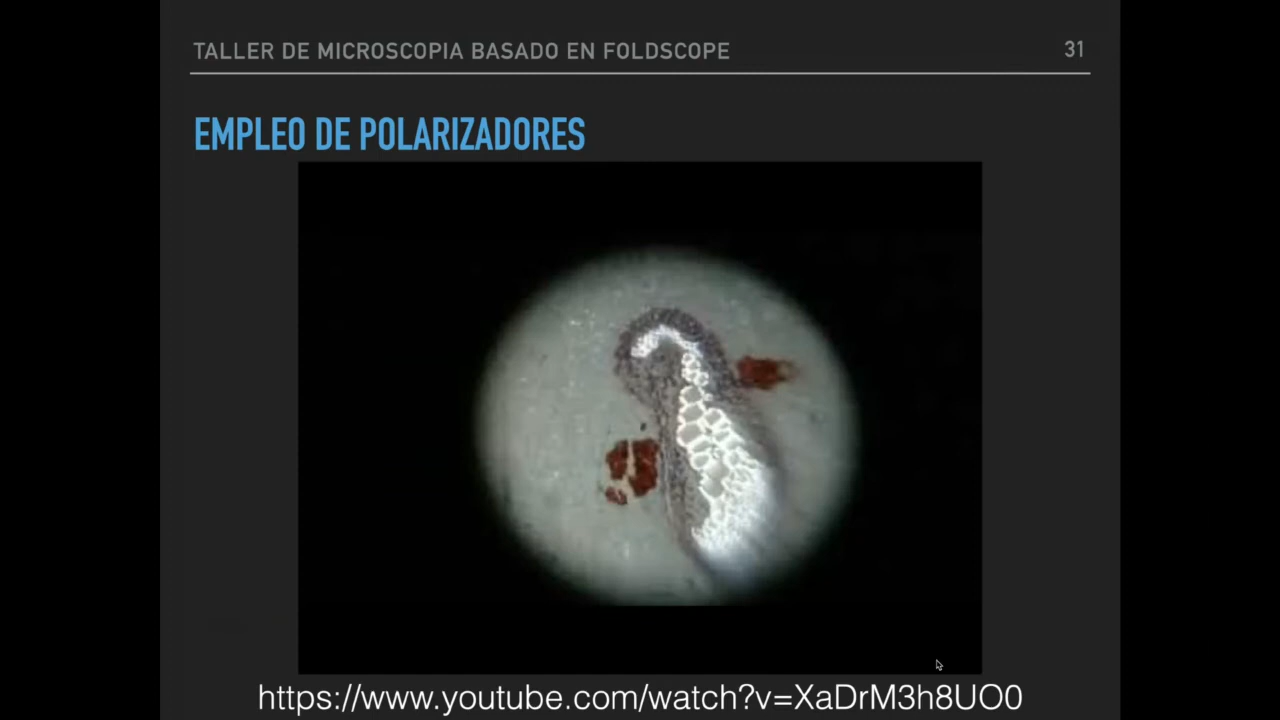 TALLER DE MICROSCOPIA BASADO EN FOLDSCOPE
31
EMPLEO DE POLARIZADORES
https://www.youtube.com/watch?v=XaDrM3h8UO0